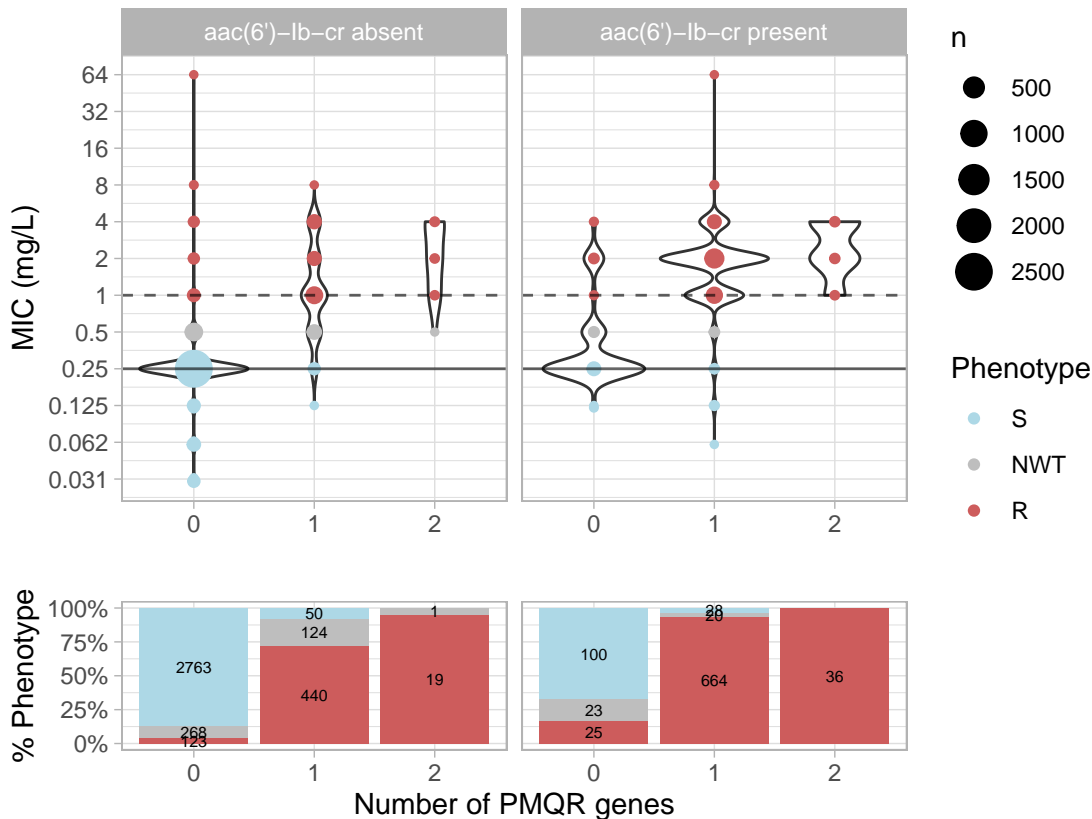 aac(6')−Ib−cr absent
aac(6')−Ib−cr present
MIC (mg/L)
64
32
16
8
4
2
1
0.5
0.25
0.125
0.062
0.031
0 1 2
0 1 2
n
500
1000
1500
2000
2500
Phenotype
S
NWT
R
% Phenotype
100%
75%
50%
25%
0%
2763
268
123
50
124
440
1
19
100
23
25
28
20
664
36
0 1 2
0 1 2
Number of PMQR genes